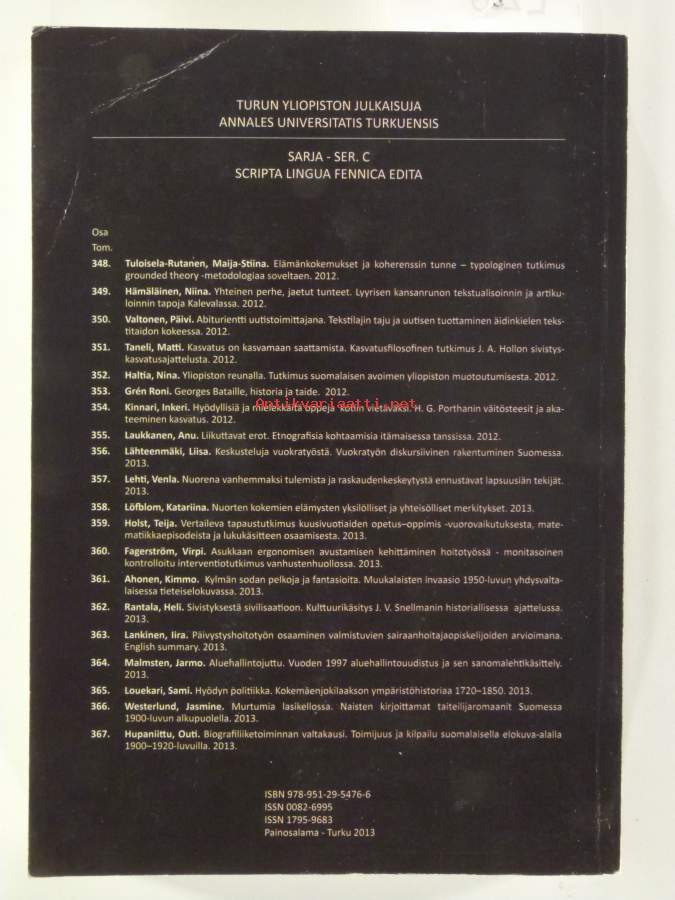 TURUN YLIOPISTON JULKAISUJA
ANNALES UNIVERSITATIS TURKUENSIS
SARJA - SER. C
SCRIPTA LINGUA FENNICA EDITA
Osa
Tom.
348. Tuloisela-Rutanen, Maija-Stiina. Elämänkokemukset ja koherenssin tunne – typologinen tutkimus
grounded theory -metodologiaa soveltaen. 2012.
349. Hämäläinen, Niina. Yhteinen perhe, jaetut tunteet. Lyyrisen kansanrunon tekstualisoinnin ja artiku-
loinnin tapoja Kalevalassa. 2012.
350. Valtonen, Päivi. Abiturientti uutistoimittajana. Tekstilajin taju ja uutisen tuottaminen äidinkielen teks-
titaidon kokeessa. 2012.
351. Taneli, Matti. Kasvatus on kasvamaan saattamista. Kasvatusfilosofinen tutkimus J. A. Hollon sivistys-
kasvatusajattelusta. 2012.
352. Haltia, Nina. Yliopiston reunalla. Tutkimus suomalaisen avoimen yliopiston muotoutumisesta. 2012.
353. Grén Roni. Georges Bataille, historia ja taide. 2012.
Antikvariaatti.net
354. Kinnari, Inkeri. Hyödyllisiä ja mielekkäitä oppeja kotiin vietäväksi. H. G. Porthanin väitösteesit ja aka-
teeminen kasvatus. 2012.
355. Laukkanen, Anu. Liikuttavat erot. Etnografisia kohtaamisia itämaisessa tanssissa. 2012.
356. Lähteenmäki, Liisa. Keskusteluja vuokratyöstä. Vuokratyön diskursiivinen rakentuminen Suomessa.
2013.
357. Lehti, Venla. Nuorena vanhemmaksi tulemista ja raskaudenkeskeytystä ennustavat lapsuusiän tekijät.
2013.
358. Löfblom, Katariina. Nuorten kokemien elämysten yksilölliset ja yhteisölliset merkitykset. 2013.
359. Holst, Teija. Vertaileva tapaustutkimus kuusivuotiaiden opetus–oppimis -vuorovaikutuksesta, mate-
matiikkaepisodeista ja lukukäsitteen osaamisesta. 2013.
360. Fagerström, Virpi. Asukkaan ergonomisen avustamisen kehittäminen hoitotyössä - monitasoinen
kontrolloitu interventiotutkimus vanhustenhuollossa. 2013.
361. Ahonen, Kimmo. Kylmän sodan pelkoja ja fantasioita. Muukalaisten invaasio 1950-luvun yhdysvalta-
laisessa tieteiselokuvassa. 2013.
362. Rantala, Heli. Sivistyksestä sivilisaatioon. Kulttuurikäsitys J. V. Snellmanin historiallisessa ajattelussa.
2013.
363. Lankinen, Iira. Päivystyshoitotyön osaaminen valmistuvien sairaanhoitajaopiskelijoiden arvioimana.
English summary. 2013.
364. Malmsten, Jarmo. Aluehallintojuttu. Vuoden 1997 aluehallintouudistus ja sen sanomalehtikäsittely.
2013.
365. Louekari, Sami. Hyödyn politiikka. Kokemäenjokilaakson ympäristöhistoriaa 1720–1850. 2013.
366. Westerlund, Jasmine. Murtumia lasikellossa. Naisten kirjoittamat taiteilijaromaanit Suomessa
1900-luvun alkupuolella. 2013.
367. Hupaniittu, Outi. Biografiliiketoiminnan valtakausi. Toimijuus ja kilpailu suomalaisella elokuva-alalla
1900–1920-luvuilla. 2013.
ISBN 978-951-29-5476-6
ISSN 0082-6995
ISSN 1795-9683
Painosalama - Turku 2013